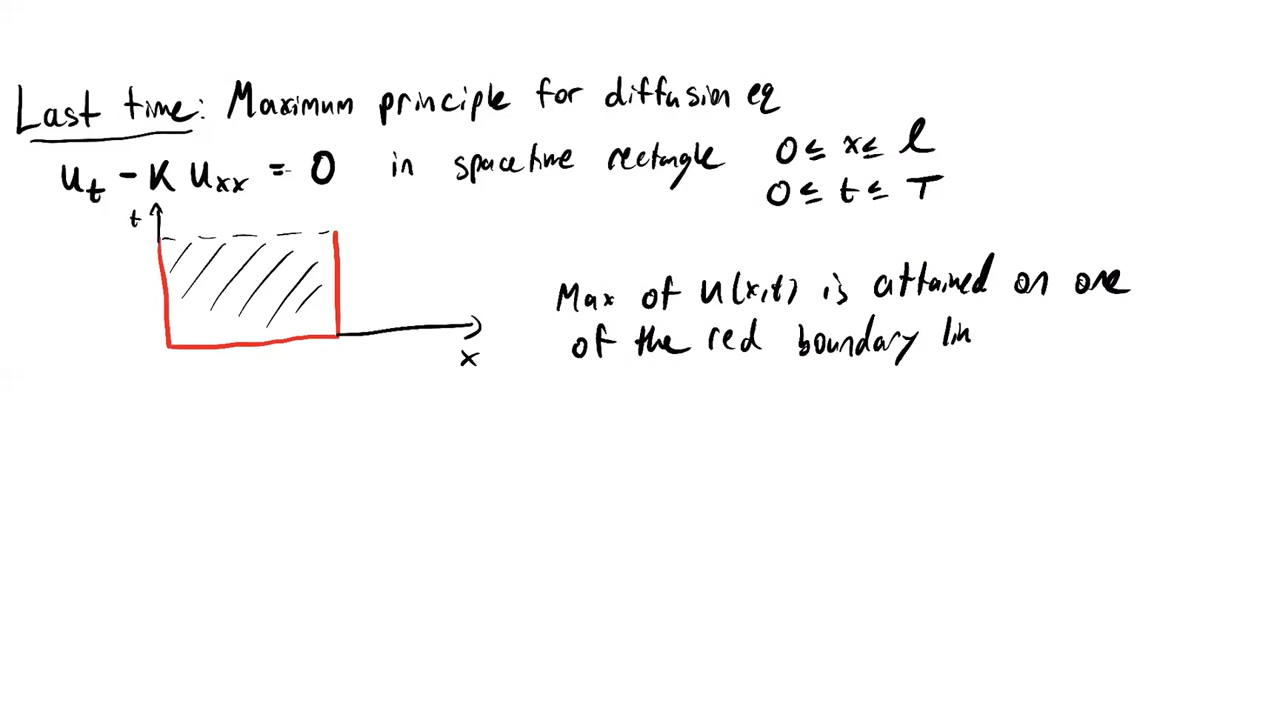 Last time: Maximum principle for diffusion eq
u_t - K u_xx = 0 in spacetime rectangle 0 ≤ x ≤ l
0 ≤ t ≤ T
t
x
Max of u(x,t) is attained on one
of the red boundary lin